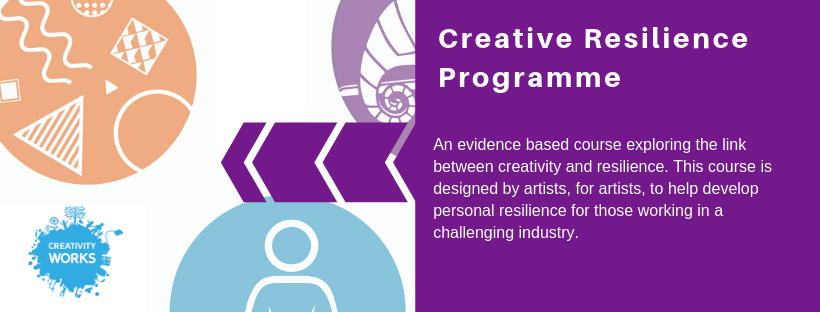 Creative Resilience
Programme
An evidence based course exploring the link
between creativity and resilience. This course is
designed by artists, for artists, to help develop
personal resilience for those working in a
challenging industry.
CREATIVITY
WORKS